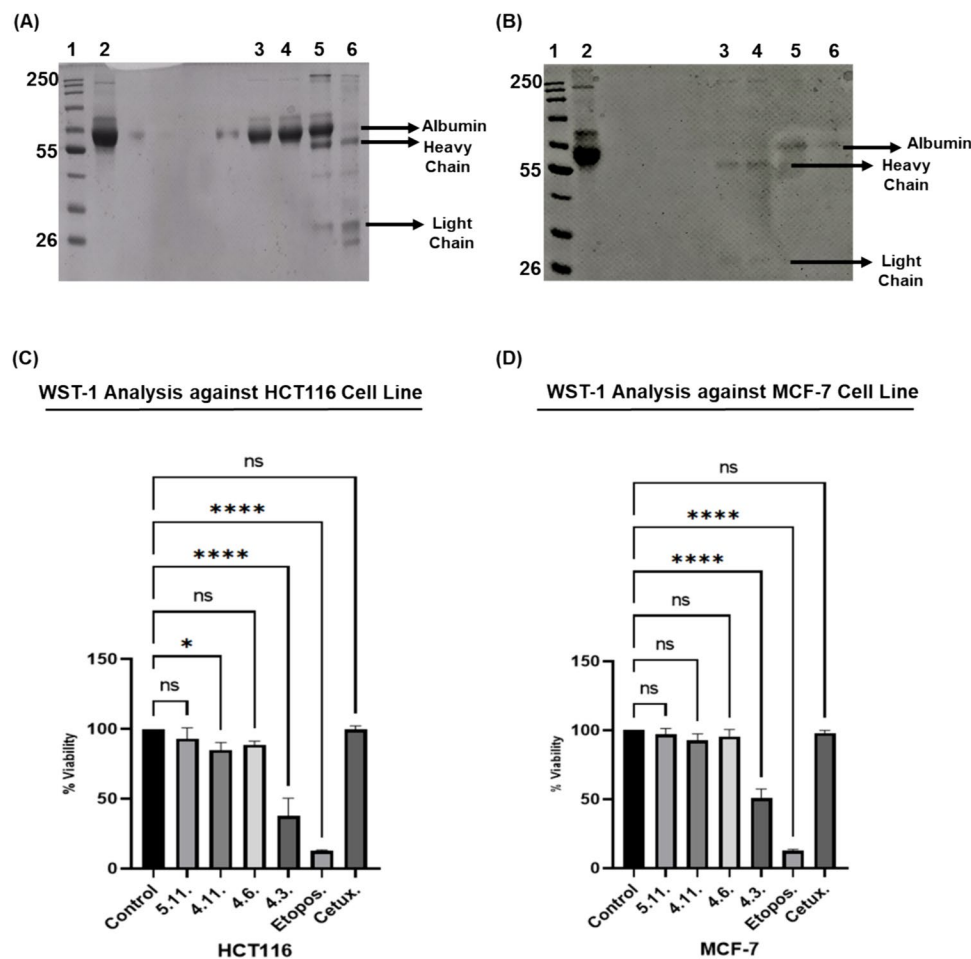 (A)
1 2 3 4 5 6
250
55
26
Albumin
Heavy
Chain
Light
Chain
(B)
1 2 3 4 5 6
250
55
26
Albumin
Heavy
Chain
Light
Chain
(C)
WST-1 Analysis against HCT116 Cell Line
ns
****
****
ns
*
ns
150
100
50
0
% Viability
Control 5.11. 4.11. 4.6. 4.3. Etopos. Cetux.
HCT116
(D)
WST-1 Analysis against MCF-7 Cell Line
ns
****
****
ns
ns
ns
150
100
50
0
% Viability
Control 5.11. 4.11. 4.6. 4.3. Etopos. Cetux.
MCF-7